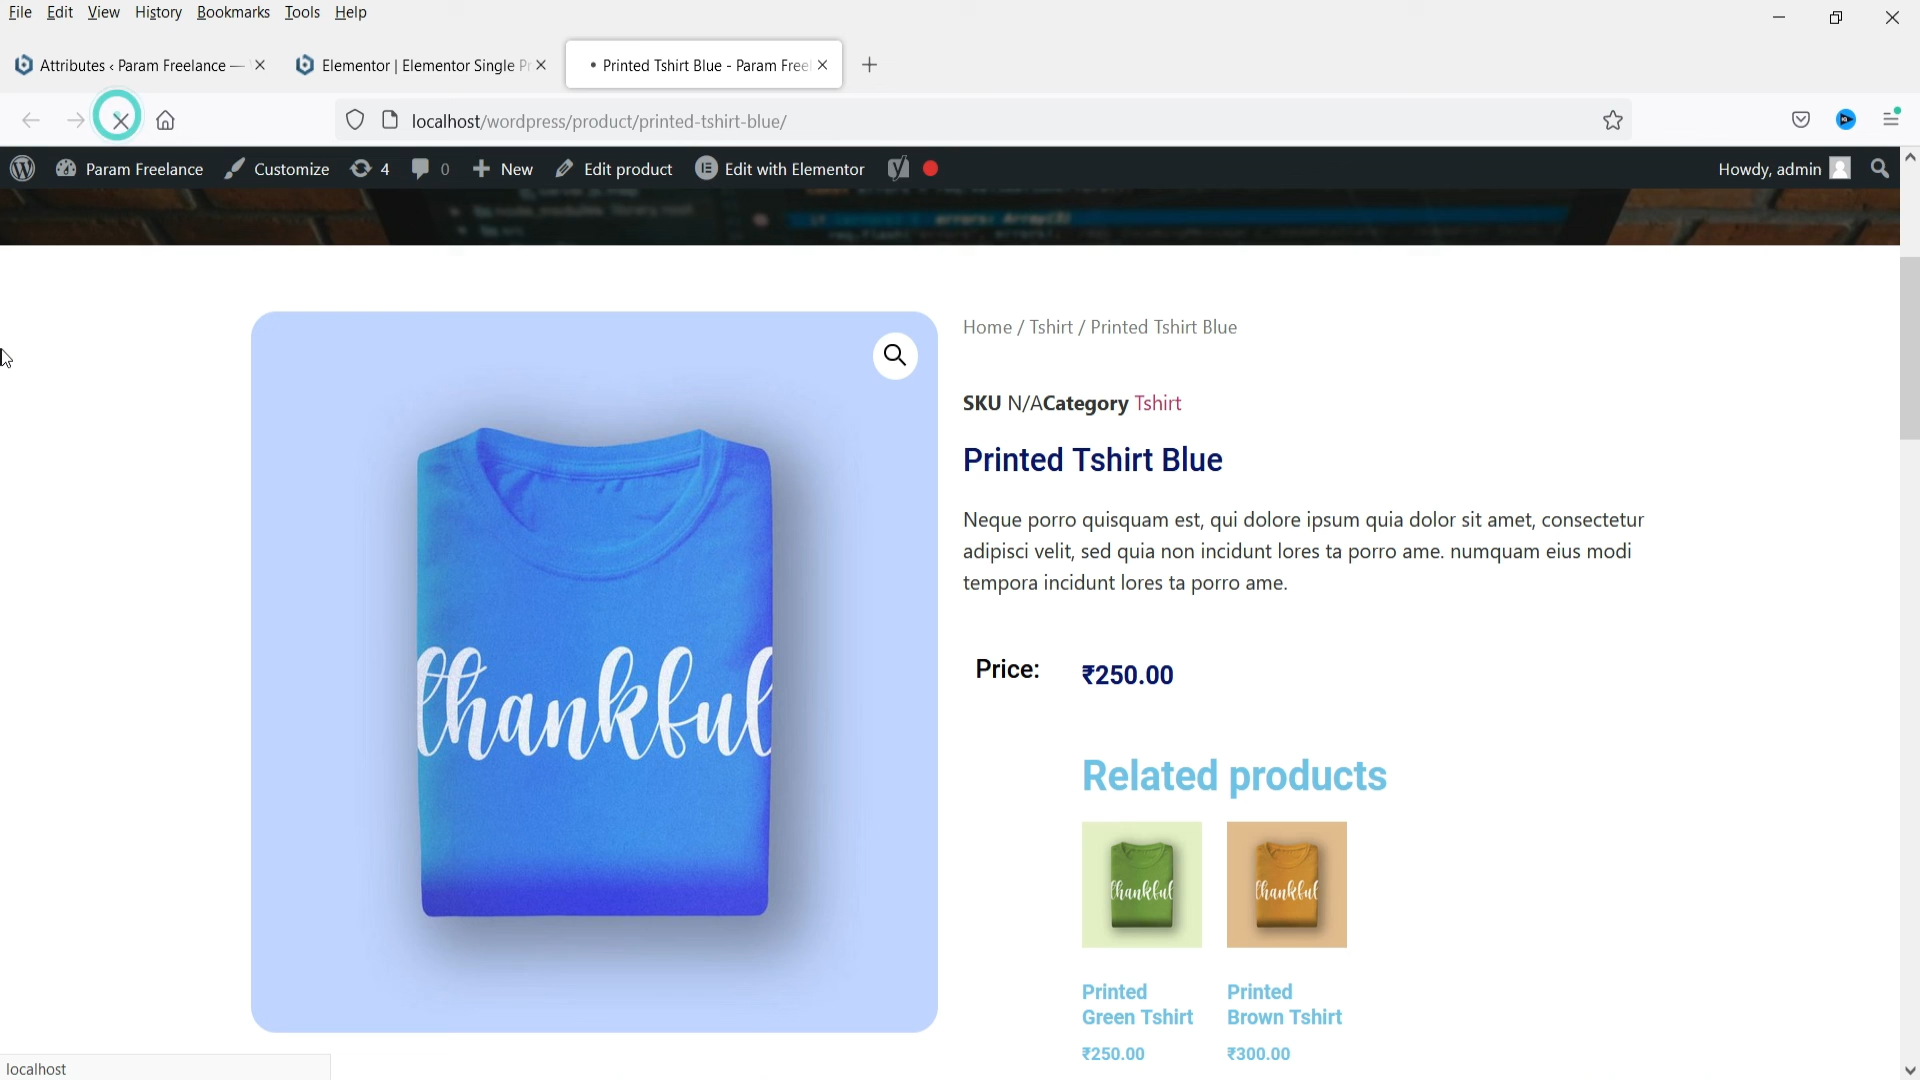 File Edit View History Bookmarks Tools Help
Attributes ‹ Param Freelance —
Elementor | Elementor Single Pr
Printed Tshirt Blue - Param Free
localhost/wordpress/product/printed-tshirt-blue/
Param Freelance Customize 4 0 New Edit product Edit with Elementor Howdy, admin
Home / Tshirt / Printed Tshirt Blue
SKU N/ACategory Tshirt
Printed Tshirt Blue
Neque porro quisquam est, qui dolore ipsum quia dolor sit amet, consectetur
adipisci velit, sed quia non incidunt lores ta porro ame. numquam eius modi
tempora incidunt lores ta porro ame.
thankful
Price: ₹250.00
Related products
thankful
thankful
Printed
Green Tshirt
₹250.00
Printed
Brown Tshirt
₹300.00
localhost